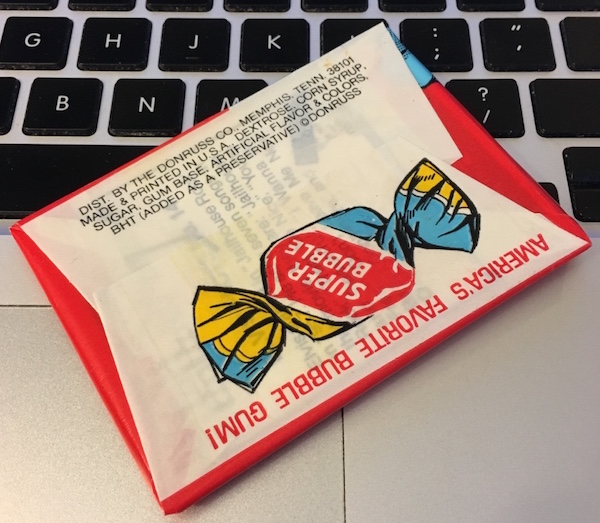 G H J K L : ;
" '
B N M
? /
DIST. BY THE DONRUSS CO., MEMPHIS, TENN. 38101
MADE & PRINTED IN U.S.A., DEXTROSE, CORN SYRUP,
SUGAR, GUM BASE, ARTIFICIAL FLAVOR & COLORS,
BHT (ADDED AS A PRESERVATIVE) ©DONRUSS
SUPER
BUBBLE
AMERICA'S FAVORITE BUBBLE GUM!